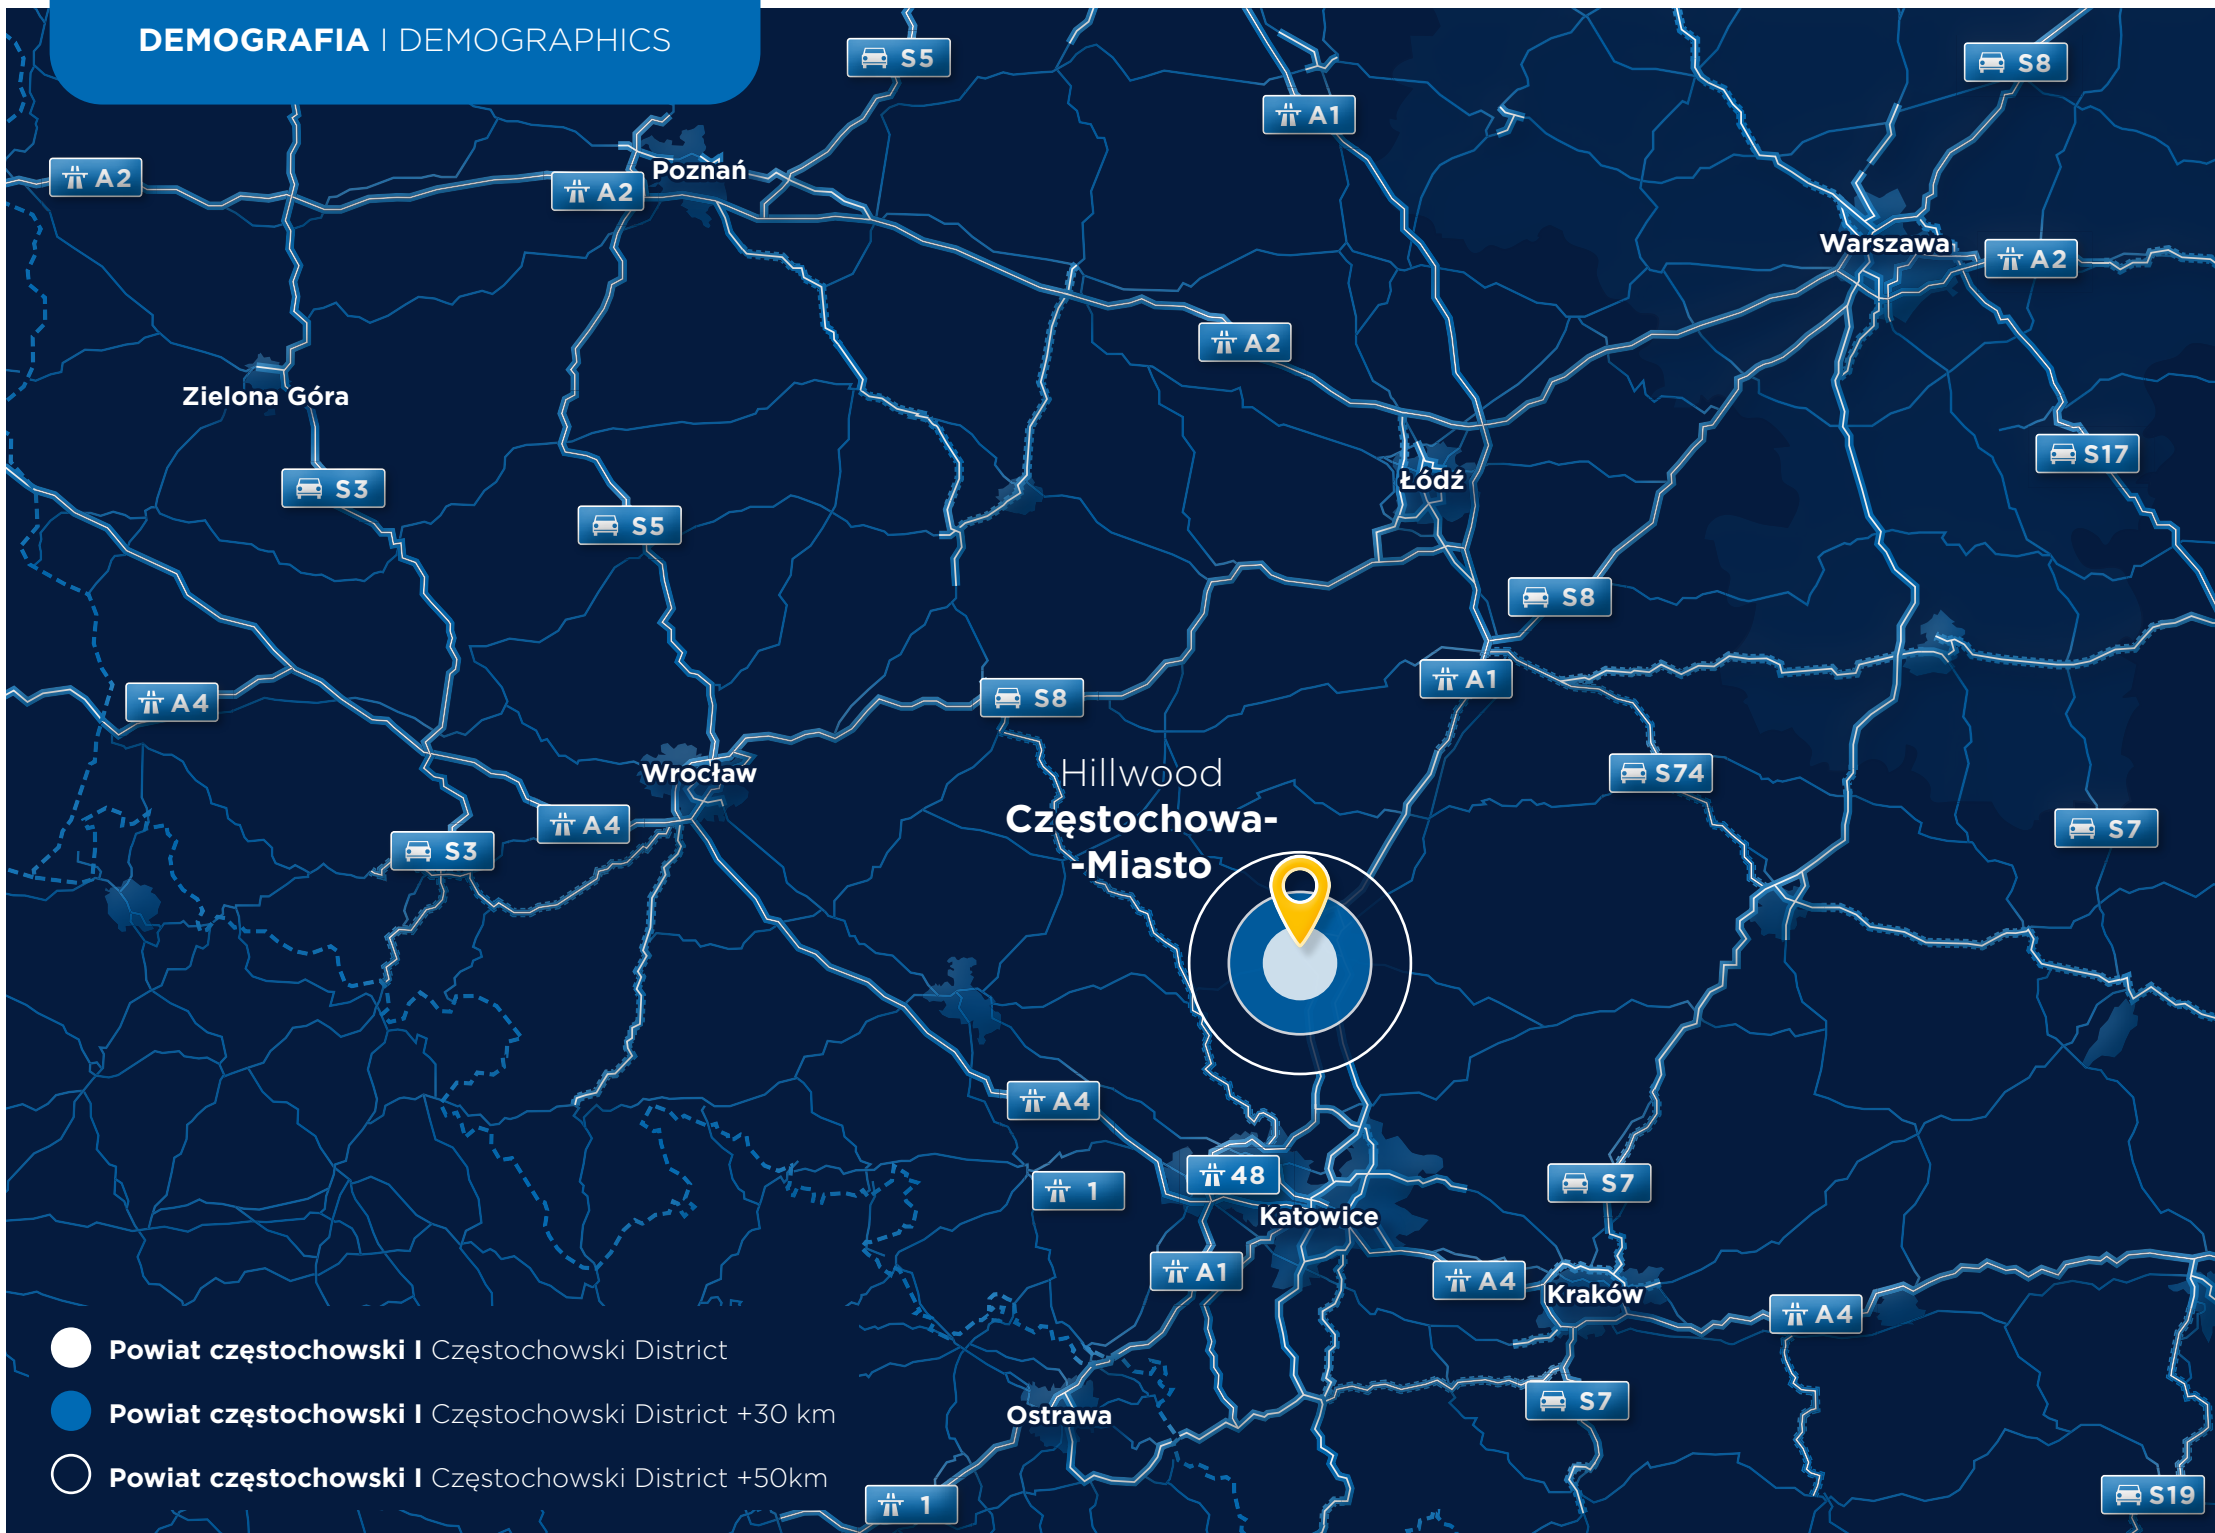 DEMOGRAFIA I DEMOGRAPHICS
S5
S8
A1
A2
A2
Poznań
Warszawa
A2
A2
Zielona Góra
S17
Łódź
S3
S5
S8
A1
A4
S8
S74
Hillwood
Wrocław
Częstochowa-
-Miasto
A4
S7
S3
A4
48
S7
1
Katowice
A1
A4
Kraków
A4
Powiat częstochowski I Częstochowski District
Powiat częstochowski I Częstochowski District +30 km
S7
Ostrawa
Powiat częstochowski I Częstochowski District +50km
S19
1